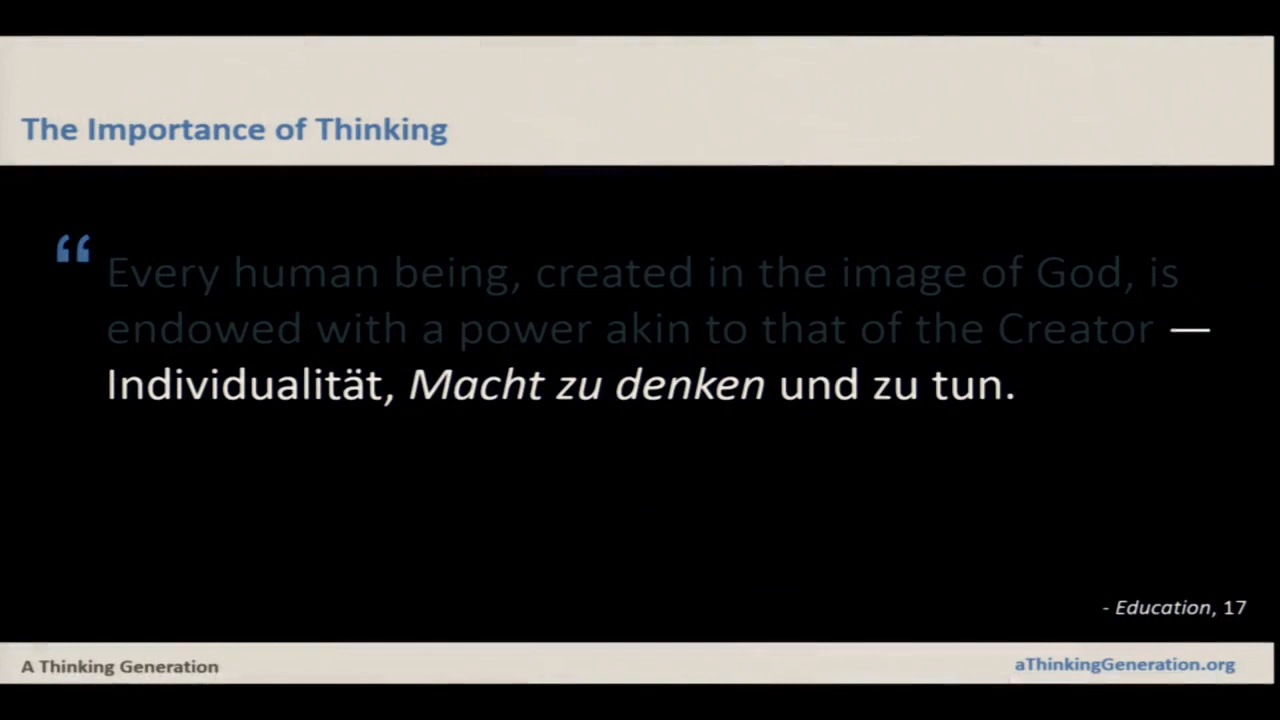 The Importance of Thinking
“ Every human being, created in the image of God, is
endowed with a power akin to that of the Creator —
Individualität, Macht zu denken und zu tun.
- Education, 17
A Thinking Generation
aThinkingGeneration.org